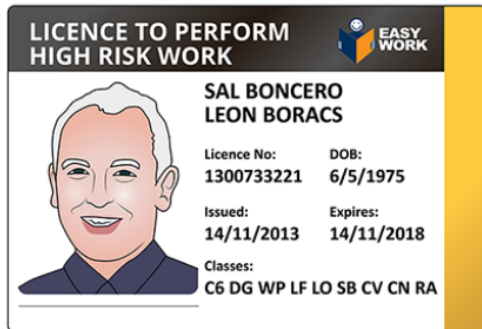 LICENCE TO PERFORM
HIGH RISK WORK
EASY
WORK
SAL BONCERO
LEON BORACS
Licence No:
DOB:
1300733221
6/5/1975
Issued:
Expires:
14/11/2013
14/11/2018
Classes:
C6 DG WP LF LO SB CV CN RA